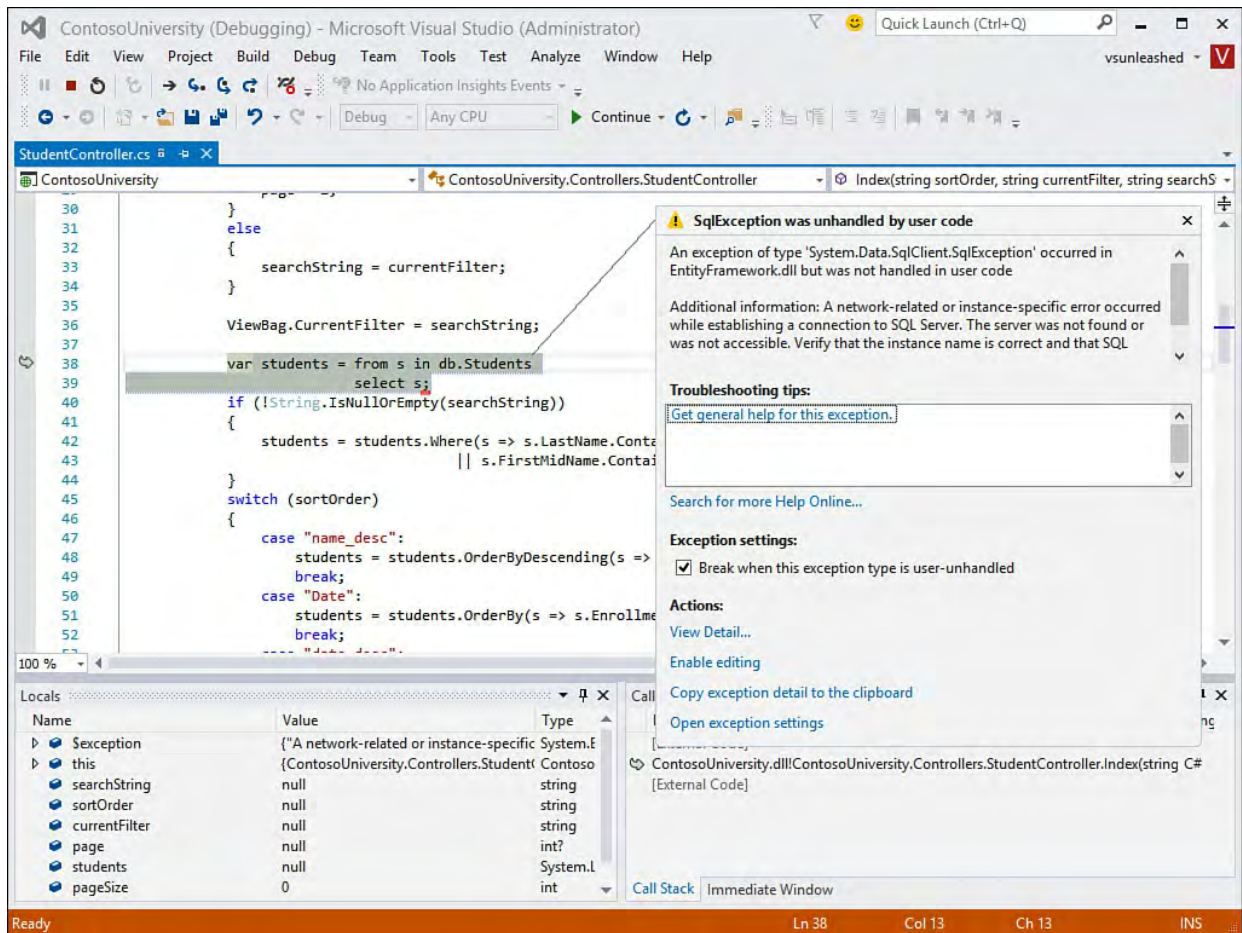 ContosoUniversity (Debugging) - Microsoft Visual Studio (Administrator)
Quick Launch (Ctrl+Q)
File Edit View Project Build Debug Team Tools Test Analyze Window Help
vsunleashed
V
No Application Insights Events
Debug
Any CPU
Continue
StudentController.cs
ContosoUniversity
ContosoUniversity.Controllers.StudentController
Index(string sortOrder, string currentFilter, string searchS
30 }
31 else
32 {
33 searchString = currentFilter;
34 }
35
36 ViewBag.CurrentFilter = searchString;
37
38 var students = from s in db.Students
39 select s;
40 if (!String.IsNullOrEmpty(searchString))
41 {
42 students = students.Where(s => s.LastName.Conta
43 || s.FirstMidName.Contai
44 }
45 switch (sortOrder)
46 {
47 case "name_desc":
48 students = students.OrderByDescending(s =>
49 break;
50 case "Date":
51 students = students.OrderBy(s => s.Enrollme
52 break;
SqlException was unhandled by user code
An exception of type 'System.Data.SqlClient.SqlException' occurred in
EntityFramework.dll but was not handled in user code
Additional information: A network-related or instance-specific error occurred
while establishing a connection to SQL Server. The server was not found or
was not accessible. Verify that the instance name is correct and that SQL
Troubleshooting tips:
Get general help for this exception.
Search for more Help Online...
Exception settings:
Break when this exception type is user-unhandled
Actions:
View Detail...
Enable editing
Copy exception detail to the clipboard
Open exception settings
100 %
Locals
Name Value Type
$exception {"A network-related or instance-specific System.E
this {ContosoUniversity.Controllers.Student( Contoso
searchString null string
sortOrder null string
currentFilter null string
page null int?
students null System.L
pageSize 0 int
Call
ContosoUniversity.dll!ContosoUniversity.Controllers.StudentController.Index(string C#
[External Code]
Call Stack Immediate Window
Ready
Ln 38
Col 13
Ch 13
INS